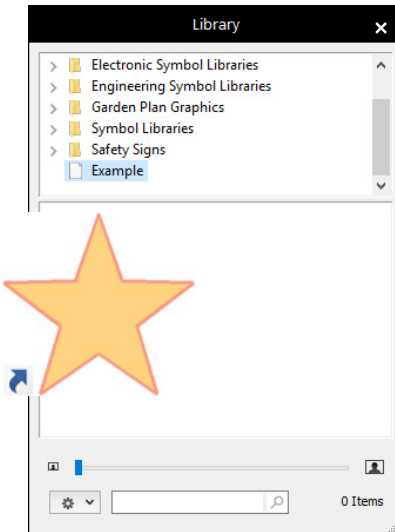 Library
Electronic Symbol Libraries
Engineering Symbol Libraries
Garden Plan Graphics
Symbol Libraries
Safety Signs
Example
0 Items